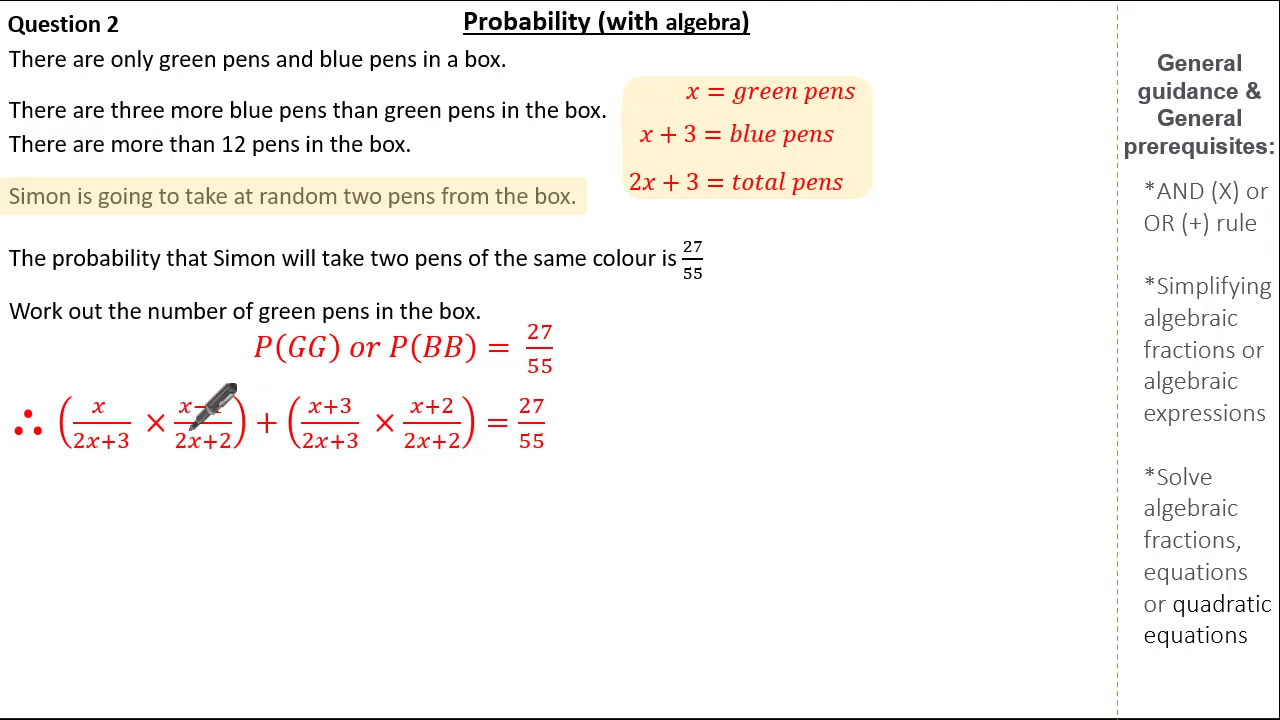 Question 2
Probability (with algebra)
There are only green pens and blue pens in a box.
There are three more blue pens than green pens in the box.
There are more than 12 pens in the box.
x = green pens
x + 3 = blue pens
2x + 3 = total pens
Simon is going to take at random two pens from the box.
The probability that Simon will take two pens of the same colour is 27/55
Work out the number of green pens in the box.
P(GG) or P(BB) = 27/55
∴ (x/(2x+3) × (x−)/(2x+2)) + ((x+3)/(2x+3) × (x+2)/(2x+2)) = 27/55
General
guidance &
General
prerequisites:
*AND (X) or
OR (+) rule
*Simplifying
algebraic
fractions or
algebraic
expressions
*Solve
algebraic
fractions,
equations
or quadratic
equations